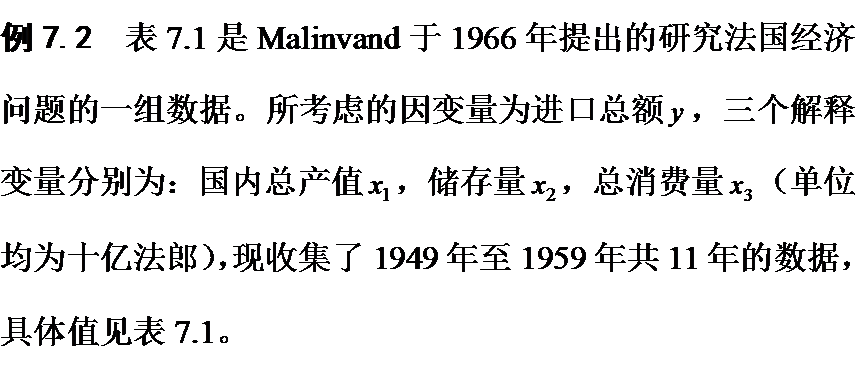 例 7. 2 表 7.1 是 Malinvand 于 1966 年提出的研究法国经济
问题的一组数据。所考虑的因变量为进口总额 y，三个解释
变量分别为：国内总产值 x₁，储存量 x₂，总消费量 x₃（单位
均为十亿法郎），现收集了 1949 年至 1959 年共 11 年的数据，
具体值见表 7.1。